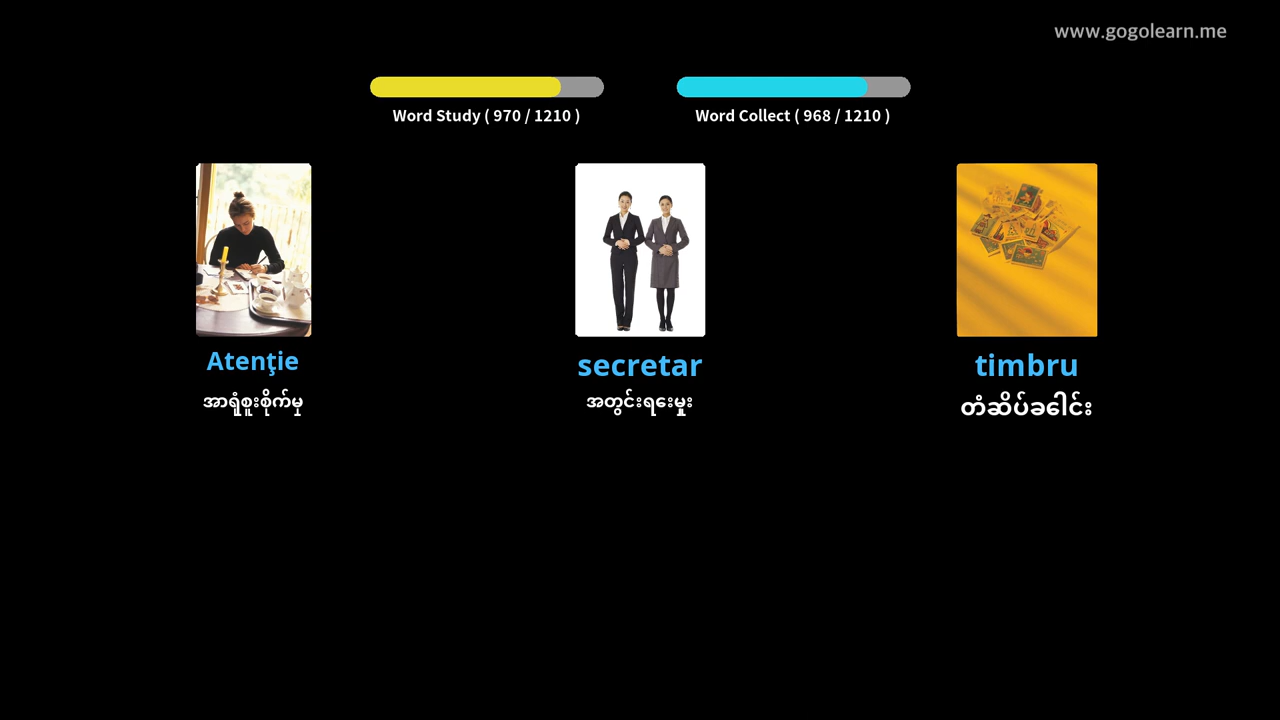 www.gogolearn.me
Word Study ( 970 / 1210 )
Word Collect ( 968 / 1210 )
Atenţie
secretar
timbru
အာရုံစူးစိုက်မှု
အတွင်းရေးမှူး
တံဆိပ်ခေါင်း